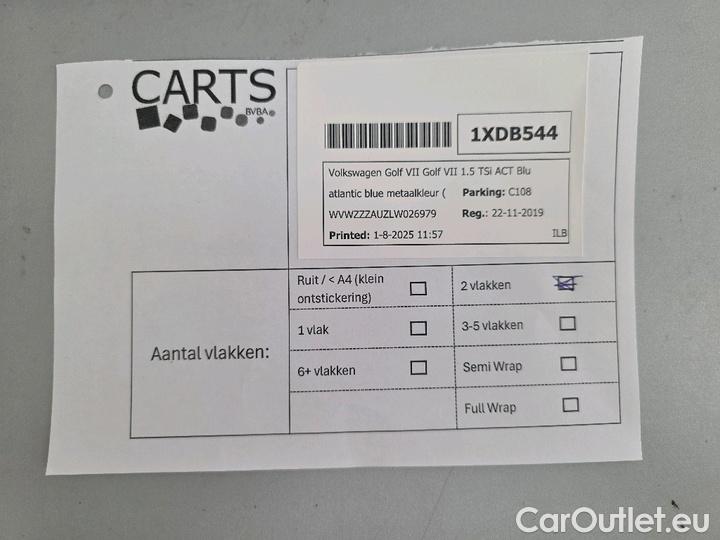 CARTS
BVBA
1XDB544
Volkswagen Golf VII Golf VII 1.5 TSi ACT Blu
atlantic blue metaalkleur ( Parking: C108
WVWZZZAUZLW026979 Reg.: 22-11-2019
Printed: 1-8-2025 11:57 ILB
Aantal vlakken:
Ruit / < A4 (klein
ontstickering)
2 vlakken
1 vlak
3-5 vlakken
6+ vlakken
Semi Wrap
Full Wrap
CarOutlet.eu